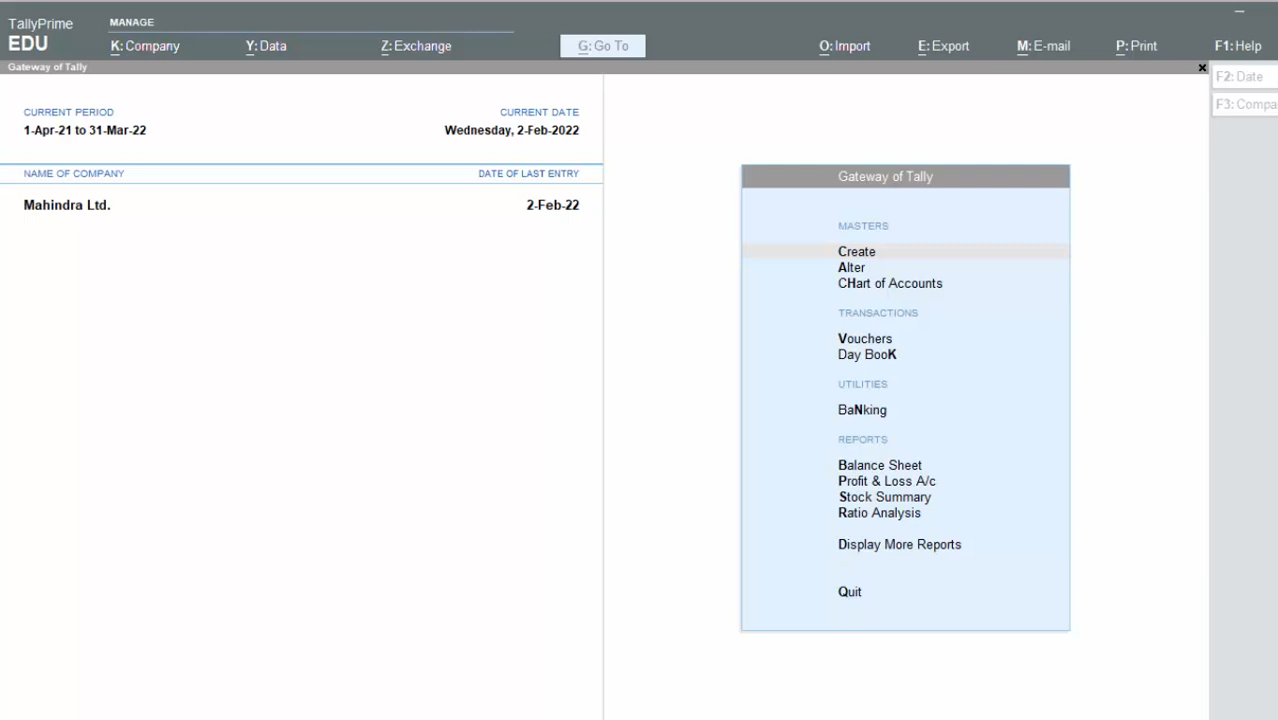 TallyPrime
EDU
MANAGE
K: Company
Y: Data
Z: Exchange
G: Go To
O: Import
E: Export
M: E-mail
P: Print
F1: Help
Gateway of Tally
F2: Date
F3: Compa
CURRENT PERIOD
CURRENT DATE
1-Apr-21 to 31-Mar-22
Wednesday, 2-Feb-2022
NAME OF COMPANY
DATE OF LAST ENTRY
Mahindra Ltd.
2-Feb-22
Gateway of Tally
MASTERS
Create
Alter
CHart of Accounts
TRANSACTIONS
Vouchers
Day BooK
UTILITIES
BaNking
REPORTS
Balance Sheet
Profit & Loss A/c
Stock Summary
Ratio Analysis
Display More Reports
Quit